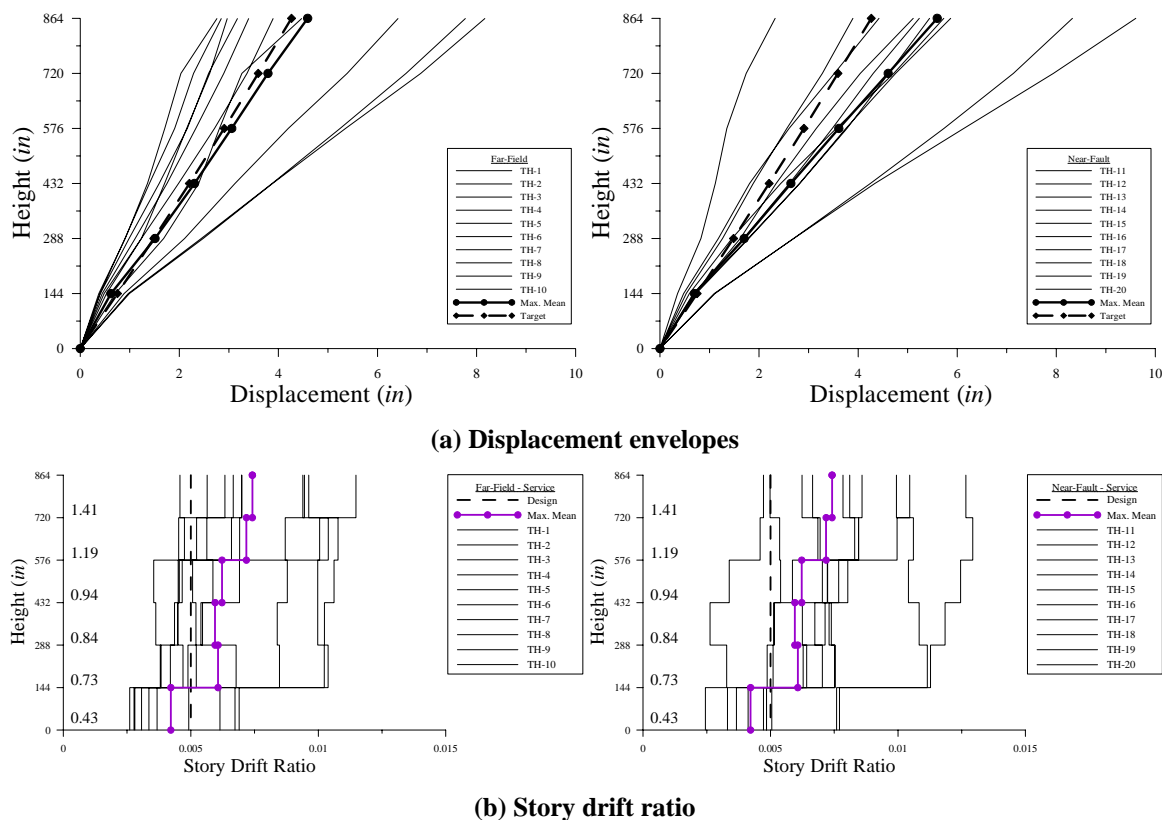 864
720
576
432
288
144
0
Height (in)
Far-Field
TH-1
TH-2
TH-3
TH-4
TH-5
TH-6
TH-7
TH-8
TH-9
TH-10
Max. Mean
Target
0 2 4 6 8 10
Displacement (in)
864
720
576
432
288
144
0
Height (in)
Near-Fault
TH-11
TH-12
TH-13
TH-14
TH-15
TH-16
TH-17
TH-18
TH-19
TH-20
Max. Mean
Target
0 2 4 6 8 10
Displacement (in)
(a) Displacement envelopes
864
720
576
432
288
144
0
Height (in)
1.41
1.19
0.94
0.84
0.73
0.43
Far-Field - Service
Design
Max. Mean
TH-1
TH-2
TH-3
TH-4
TH-5
TH-6
TH-7
TH-8
TH-9
TH-10
0 0.005 0.01 0.015
Story Drift Ratio
864
720
576
432
288
144
0
Height (in)
1.41
1.19
0.94
0.84
0.73
0.43
Near-Fault - Service
Design
Max. Mean
TH-11
TH-12
TH-13
TH-14
TH-15
TH-16
TH-17
TH-18
TH-19
TH-20
0 0.005 0.01 0.015
Story Drift Ratio
(b) Story drift ratio